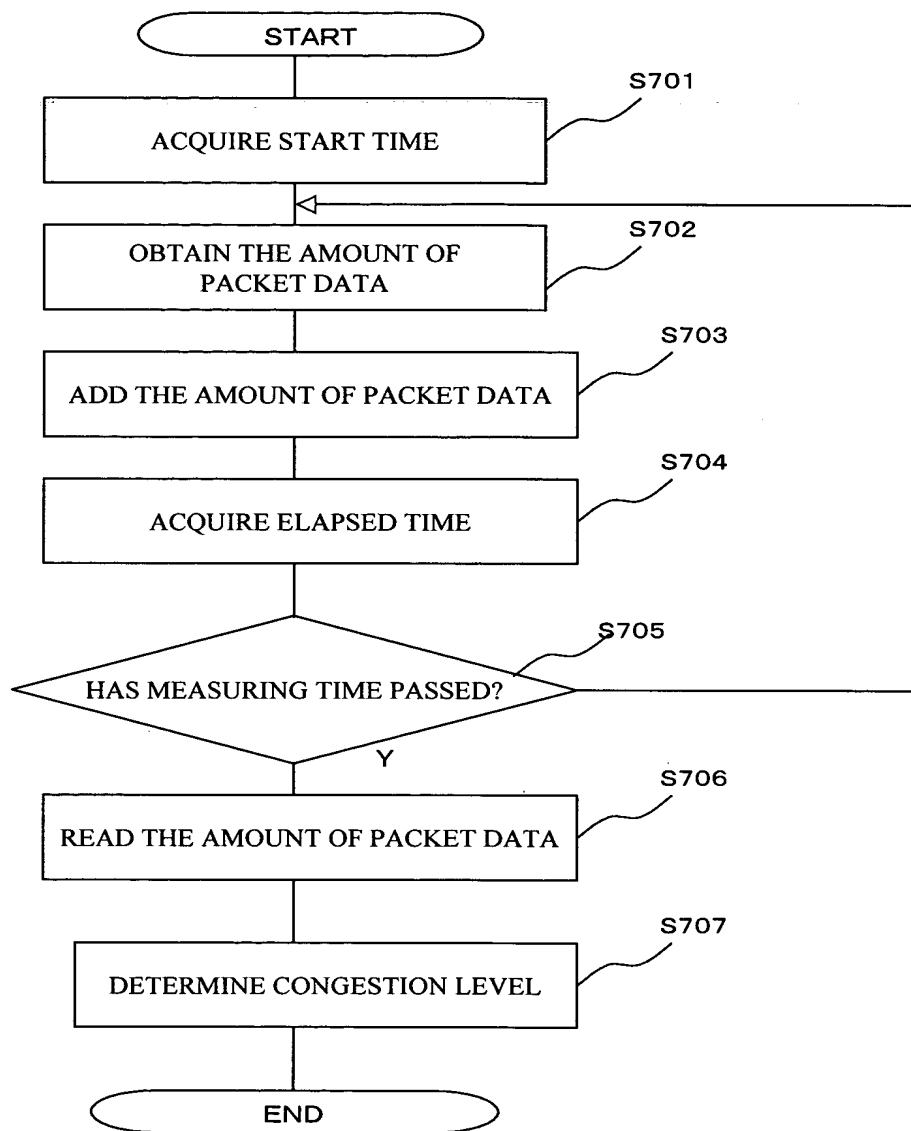 START
S701
ACQUIRE START TIME
S702
OBTAIN THE AMOUNT OF
PACKET DATA
S703
ADD THE AMOUNT OF PACKET DATA
S704
ACQUIRE ELAPSED TIME
S705
HAS MEASURING TIME PASSED?
Y
S706
READ THE AMOUNT OF PACKET DATA
S707
DETERMINE CONGESTION LEVEL
END